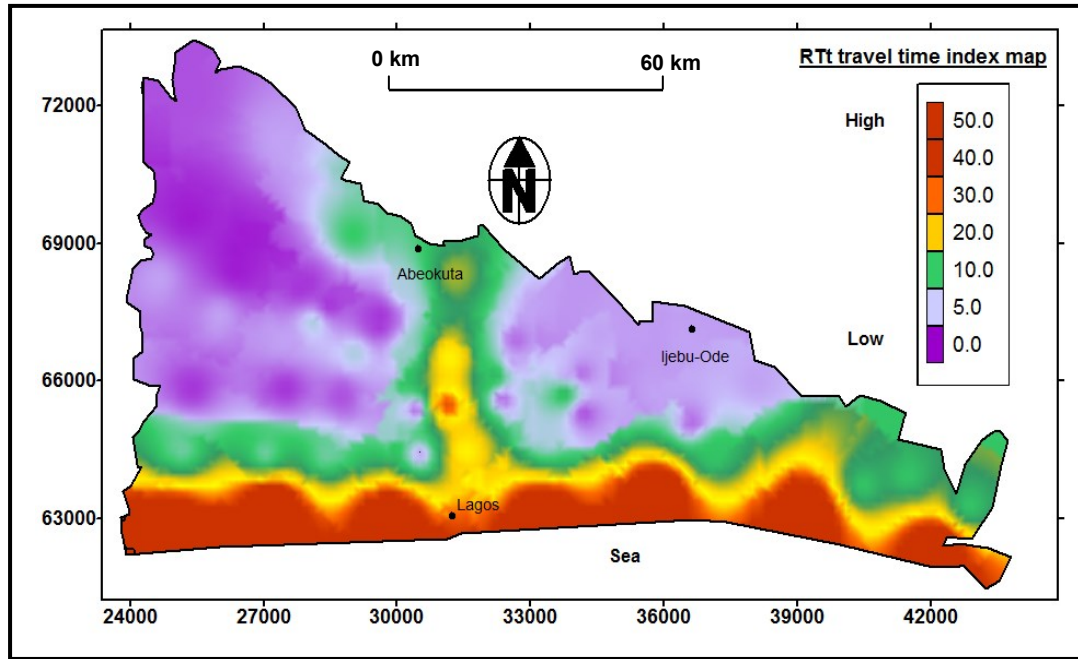 RTt travel time index map
0 km
60 km
High
Low
50.0
40.0
30.0
20.0
10.0
5.0
0.0
N
72000
69000
66000
63000
Abeokuta
Ijebu-Ode
Lagos
Sea
24000 27000 30000 33000 36000 39000 42000